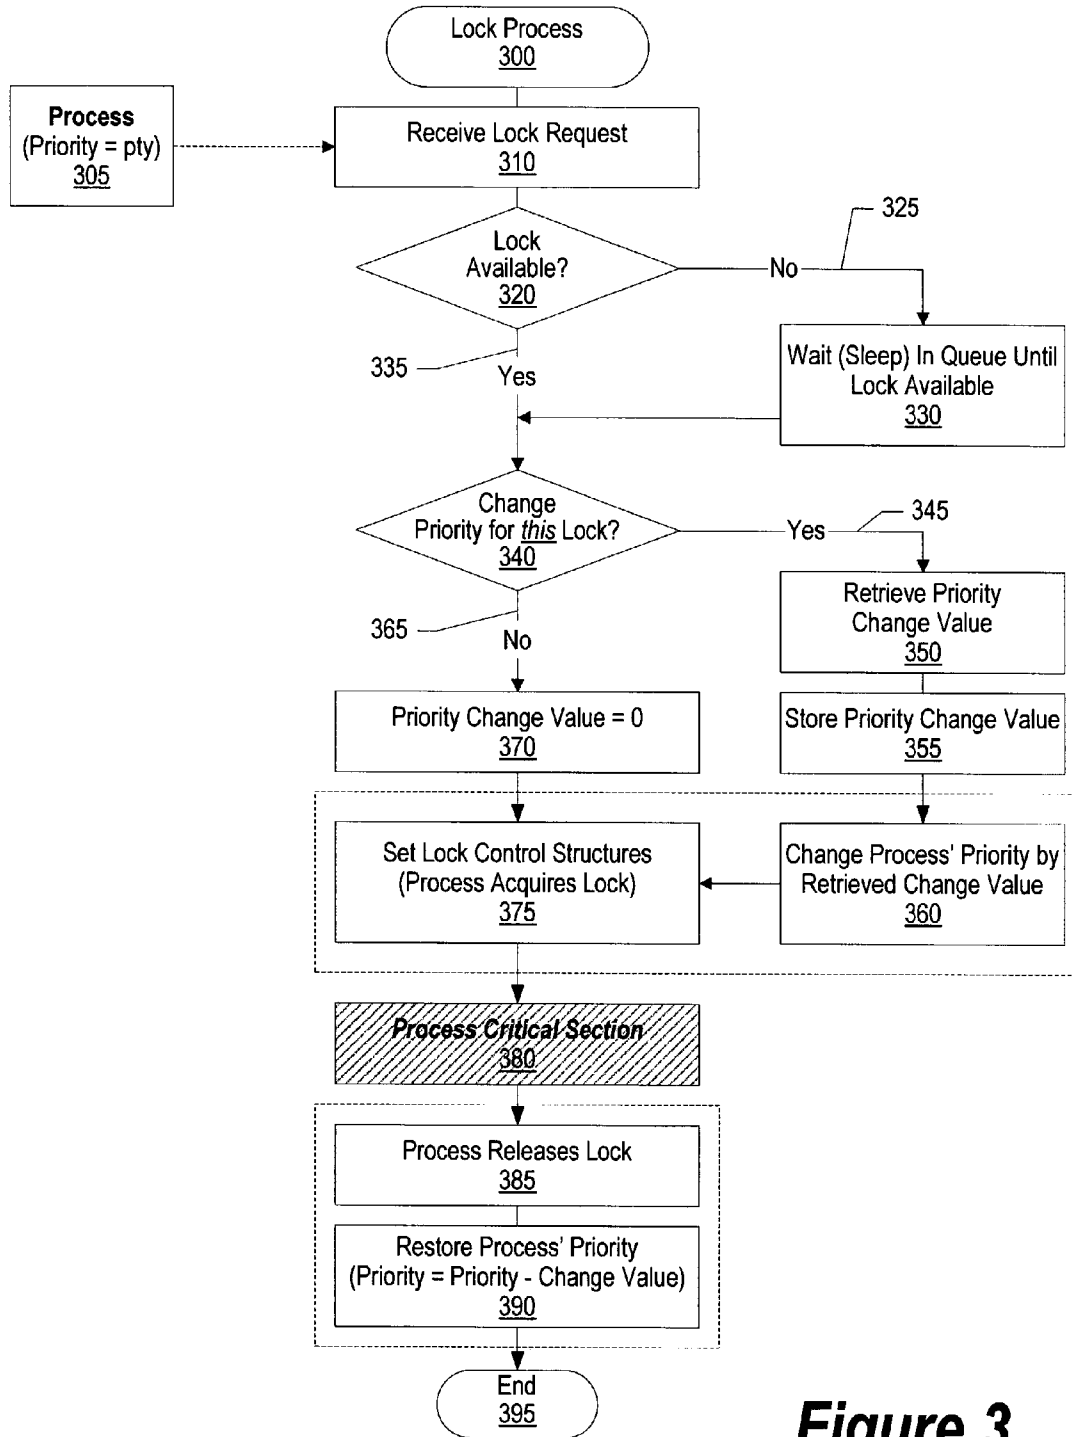 Lock Process
300
Process
(Priority = pty)
305
Receive Lock Request
310
325
Lock
Available?
320
No
335
Yes
Wait (Sleep) In Queue Until
Lock Available
330
Change
Priority for this Lock?
340
Yes
345
365
No
Retrieve Priority
Change Value
350
Priority Change Value = 0
370
Store Priority Change Value
355
Set Lock Control Structures
(Process Acquires Lock)
375
Change Process' Priority by
Retrieved Change Value
360
Process Critical Section
380
Process Releases Lock
385
Restore Process' Priority
(Priority = Priority - Change Value)
390
End
395
Figure 3